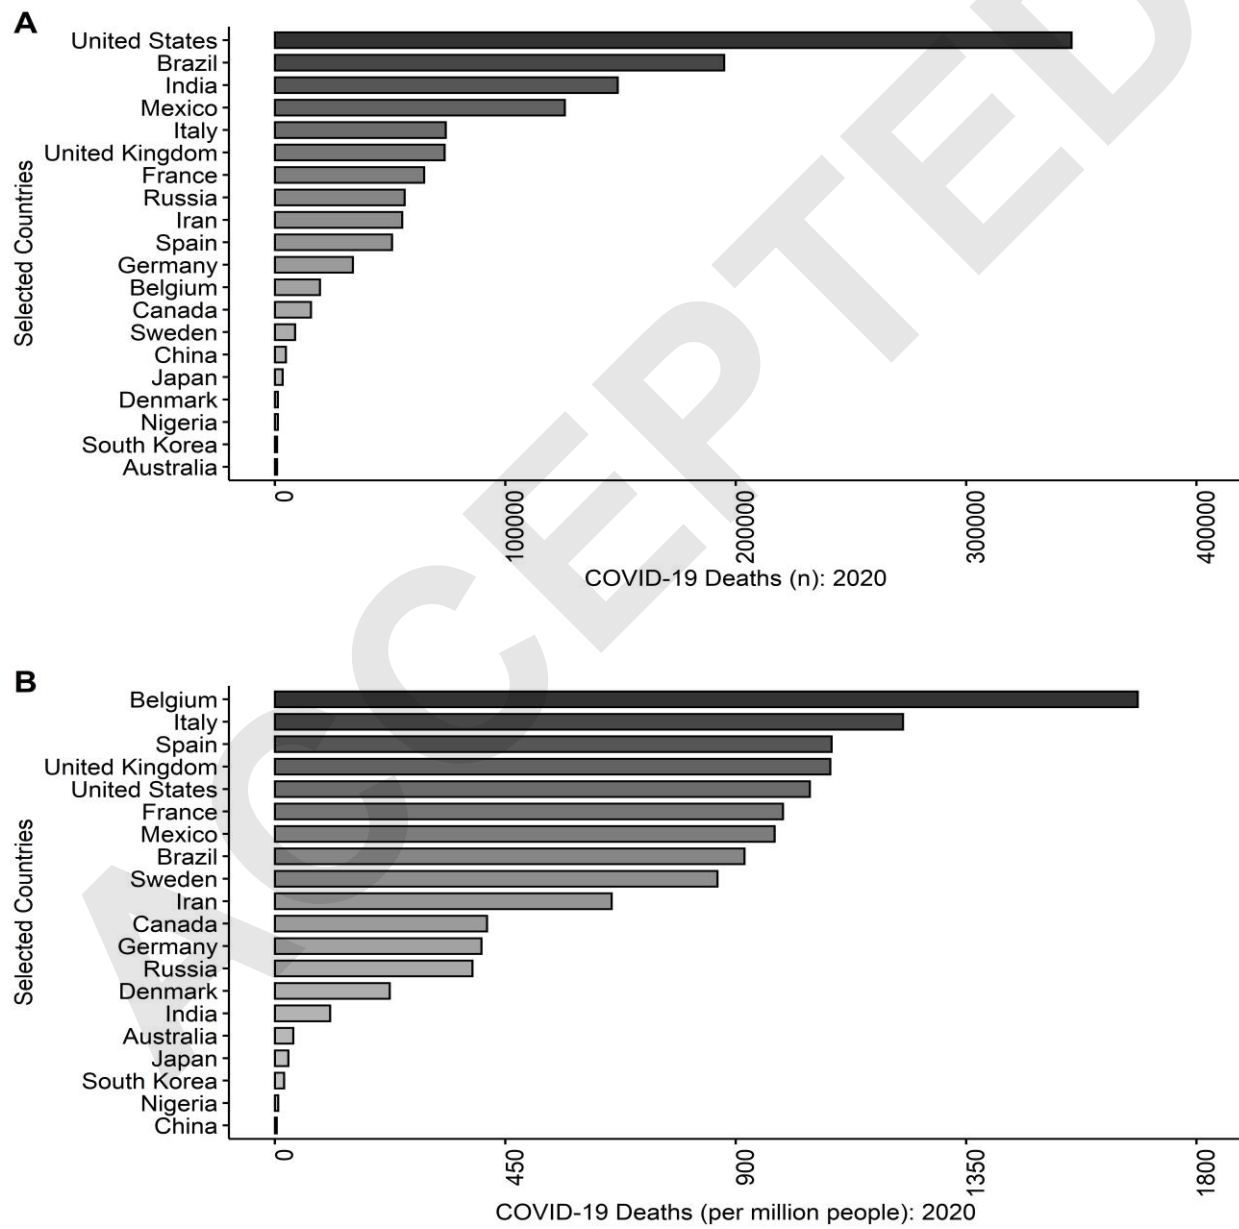 A
United States
Brazil
India
Mexico
Italy
United Kingdom
France
Russia
Iran
Spain
Germany
Belgium
Canada
Sweden
China
Japan
Denmark
Nigeria
South Korea
Australia
Selected Countries
0
100000
200000
300000
400000
COVID-19 Deaths (n): 2020
B
Belgium
Italy
Spain
United Kingdom
United States
France
Mexico
Brazil
Sweden
Iran
Canada
Germany
Russia
Denmark
India
Australia
Japan
South Korea
Nigeria
China
Selected Countries
0
450
900
1350
1800
COVID-19 Deaths (per million people): 2020
ACCEPTED